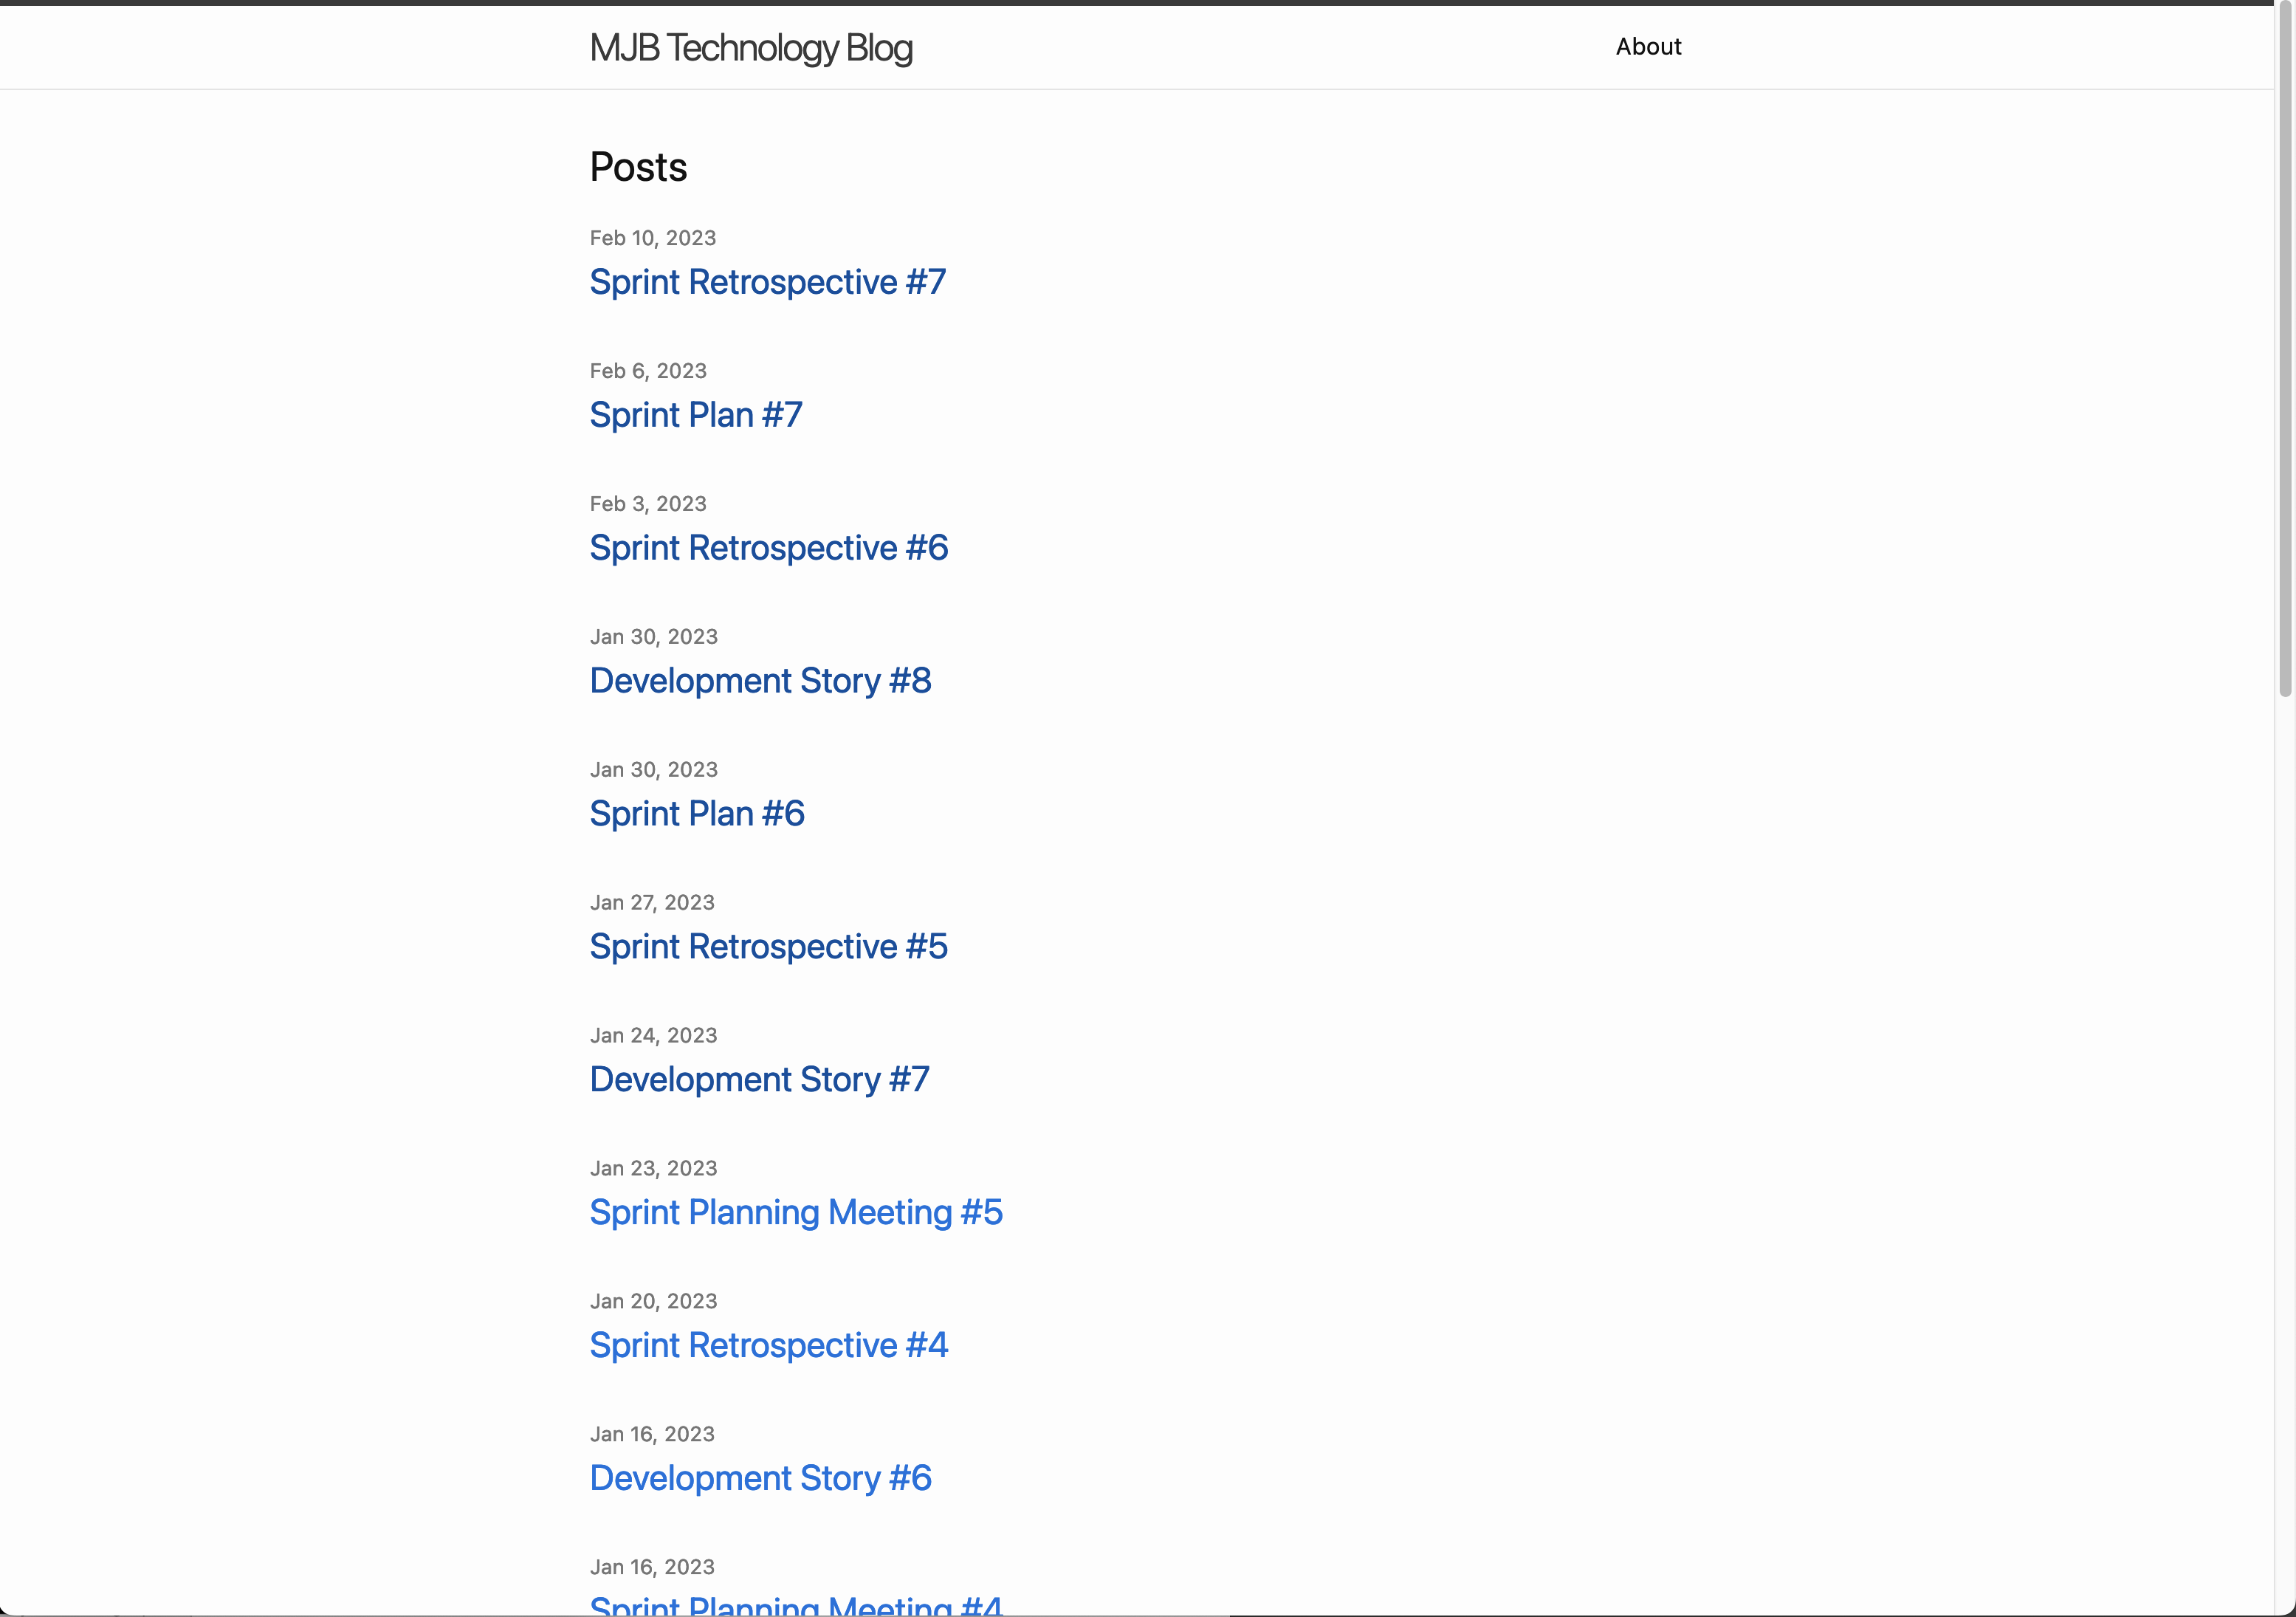 MJB Technology Blog
About
Posts
Feb 10, 2023
Sprint Retrospective #7
Feb 6, 2023
Sprint Plan #7
Feb 3, 2023
Sprint Retrospective #6
Jan 30, 2023
Development Story #8
Jan 30, 2023
Sprint Plan #6
Jan 27, 2023
Sprint Retrospective #5
Jan 24, 2023
Development Story #7
Jan 23, 2023
Sprint Planning Meeting #5
Jan 20, 2023
Sprint Retrospective #4
Jan 16, 2023
Development Story #6
Jan 16, 2023
Sprint Planning Meeting #4